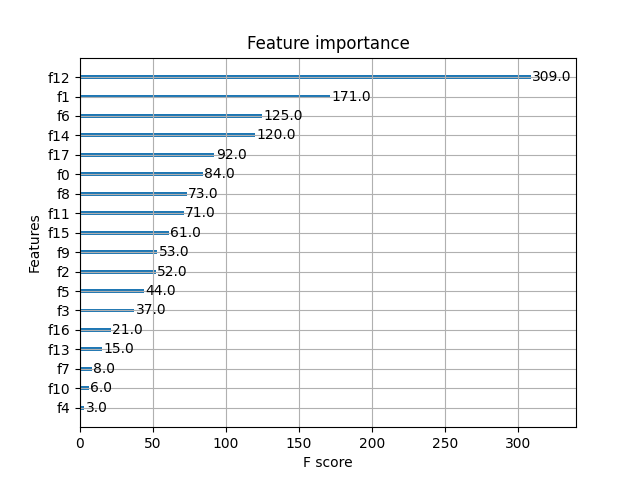 Feature importance
f12 309.0
f1 171.0
f6 125.0
f14 120.0
f17 92.0
f0 84.0
f8 73.0
f11 71.0
f15 61.0
f9 53.0
f2 52.0
f5 44.0
f3 37.0
f16 21.0
f13 15.0
f7 8.0
f10 6.0
f4 3.0
Features
0 50 100 150 200 250 300
F score